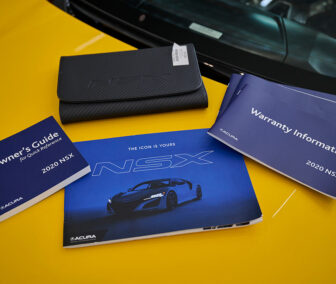 NSX
THE ICON IS YOURS
NSX
ACURA
wner's Guide
for Quick Reference
2020 NSX
ACURA
Warranty Informat
2020 NS
ACURA